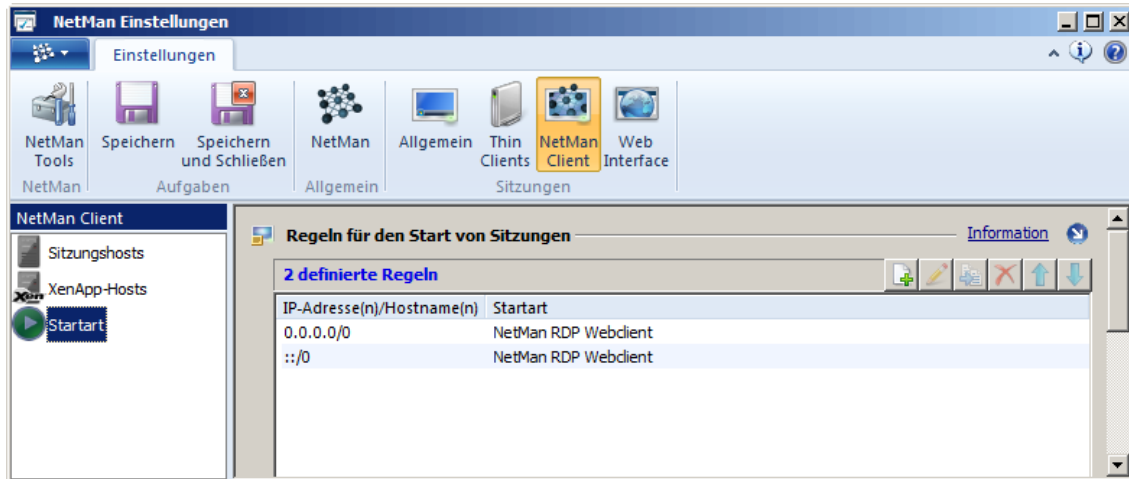 NetMan Einstellungen
Einstellungen
NetMan Tools
Speichern
Speichern und Schließen
NetMan
Allgemein
Thin Clients
NetMan Client
Web Interface
NetMan
Aufgaben
Allgemein
Sitzungen
NetMan Client
Sitzungshosts
Xen XenApp-Hosts
Startart
Regeln für den Start von Sitzungen
Information
2 definierte Regeln
IP-Adresse(n)/Hostname(n) Startart
0.0.0.0/0 NetMan RDP Webclient
::/0 NetMan RDP Webclient